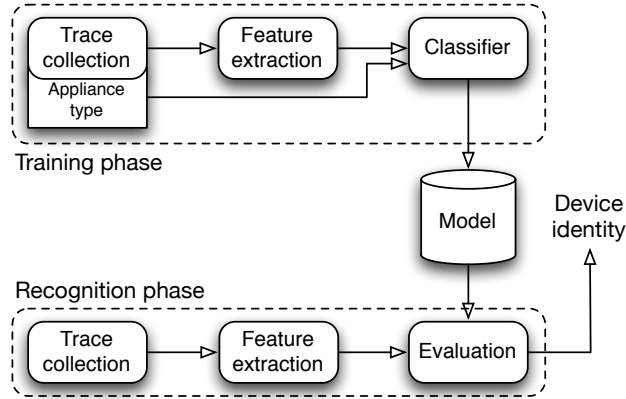 Trace
collection
Feature
extraction
Classifier
Appliance
type
Training phase
Model
Device
identity
Recognition phase
Trace
collection
Feature
extraction
Evaluation